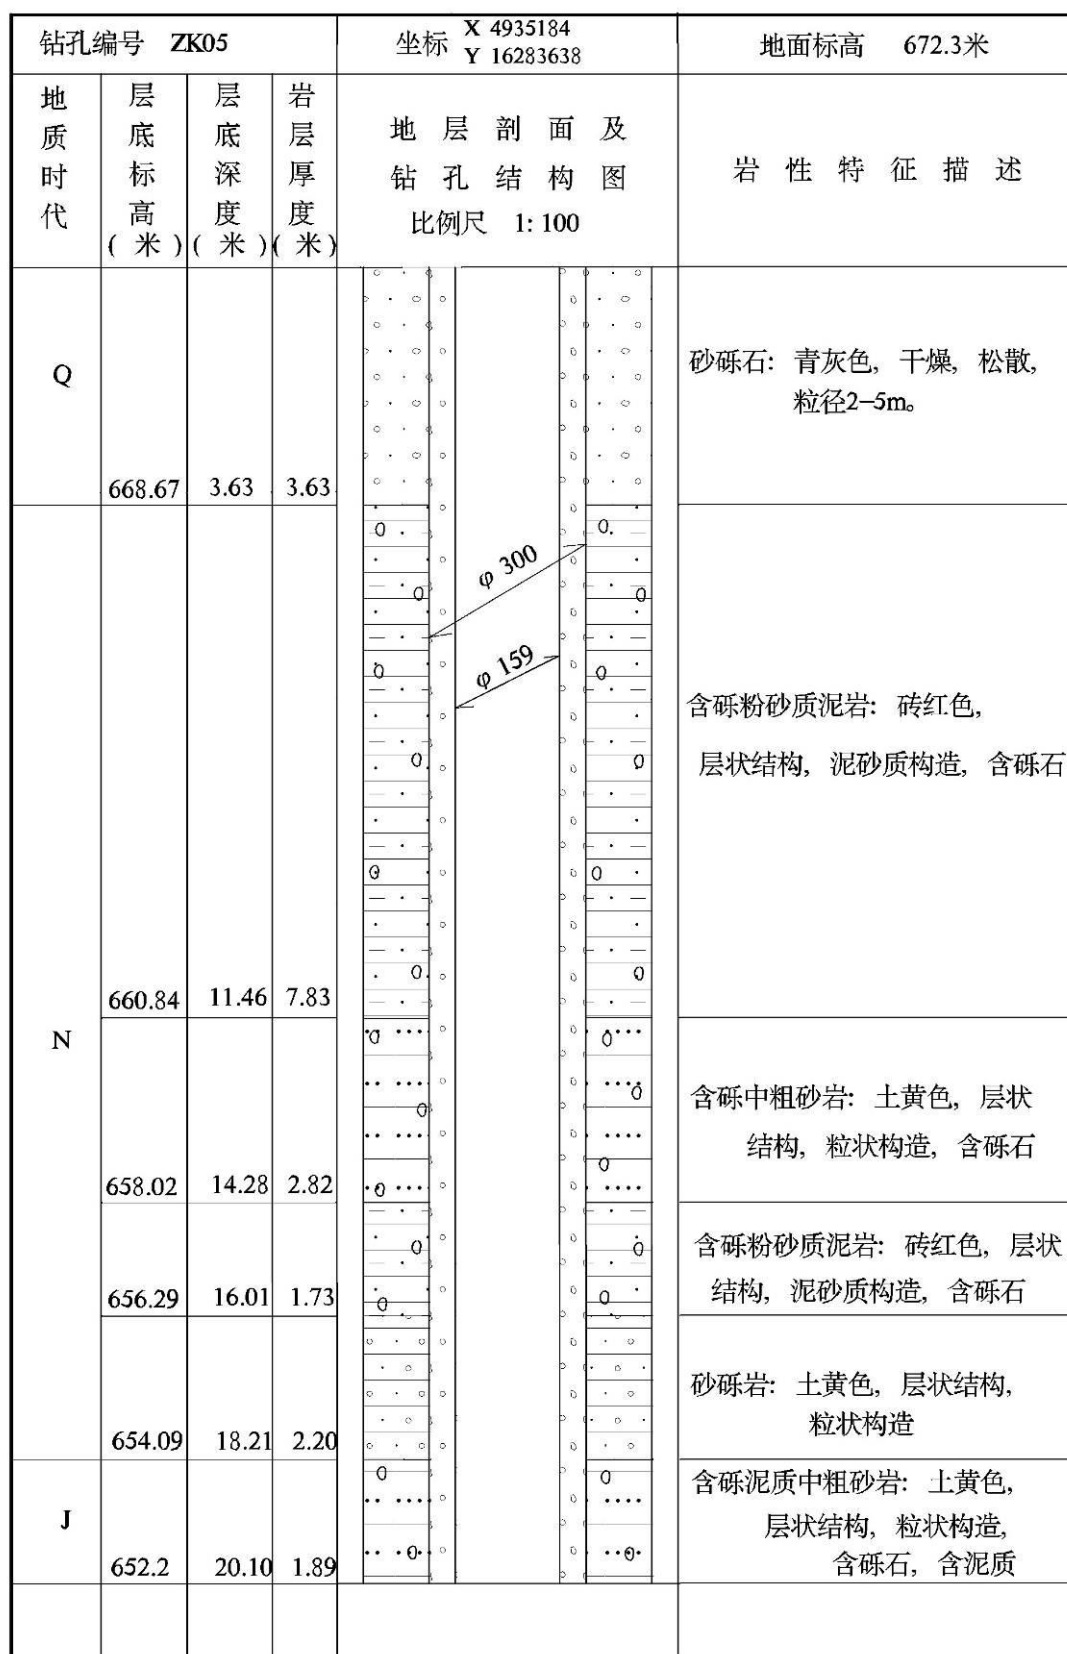 钻孔编号 ZK05
坐标 X 4935184
Y 16283638
地面标高 672.3米
地质时代
层底标高(米)
层底深度(米)
岩层厚度(米)
地层剖面及
钻孔结构图
比例尺 1:100
岩性特征描述
Q
668.67 3.63 3.63
砂砾石: 青灰色, 干燥, 松散,
粒径2-5m。
φ 300
φ 159
N
660.84 11.46 7.83
含砾粉砂质泥岩: 砖红色,
层状结构, 泥砂质构造, 含砾石
658.02 14.28 2.82
含砾中粗砂岩: 土黄色, 层状
结构, 粒状构造, 含砾石
656.29 16.01 1.73
含砾粉砂质泥岩: 砖红色, 层状
结构, 泥砂质构造, 含砾石
654.09 18.21 2.20
砂砾岩: 土黄色, 层状结构,
粒状构造
J
652.2 20.10 1.89
含砾泥质中粗砂岩: 土黄色,
层状结构, 粒状构造,
含砾石, 含泥质